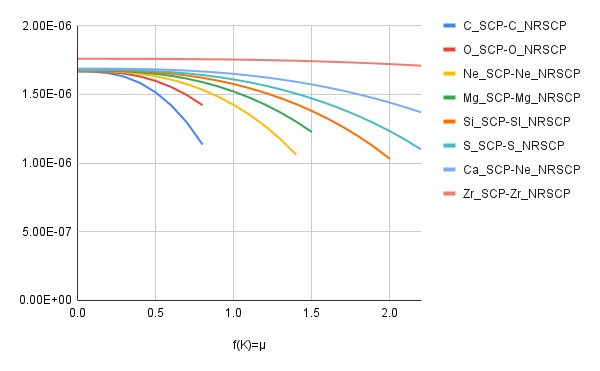 2.00E-06
1.50E-06
1.00E-06
5.00E-07
0.00E+00
0.0
0.5
1.0
1.5
2.0
f(K)=μ
C_SCP-C_NRSCP
O_SCP-O_NRSCP
Ne_SCP-Ne_NRSCP
Mg_SCP-Mg_NRSCP
Si_SCP-SI_NRSCP
S_SCP-S_NRSCP
Ca_SCP-Ne_NRSCP
Zr_SCP-Zr_NRSCP